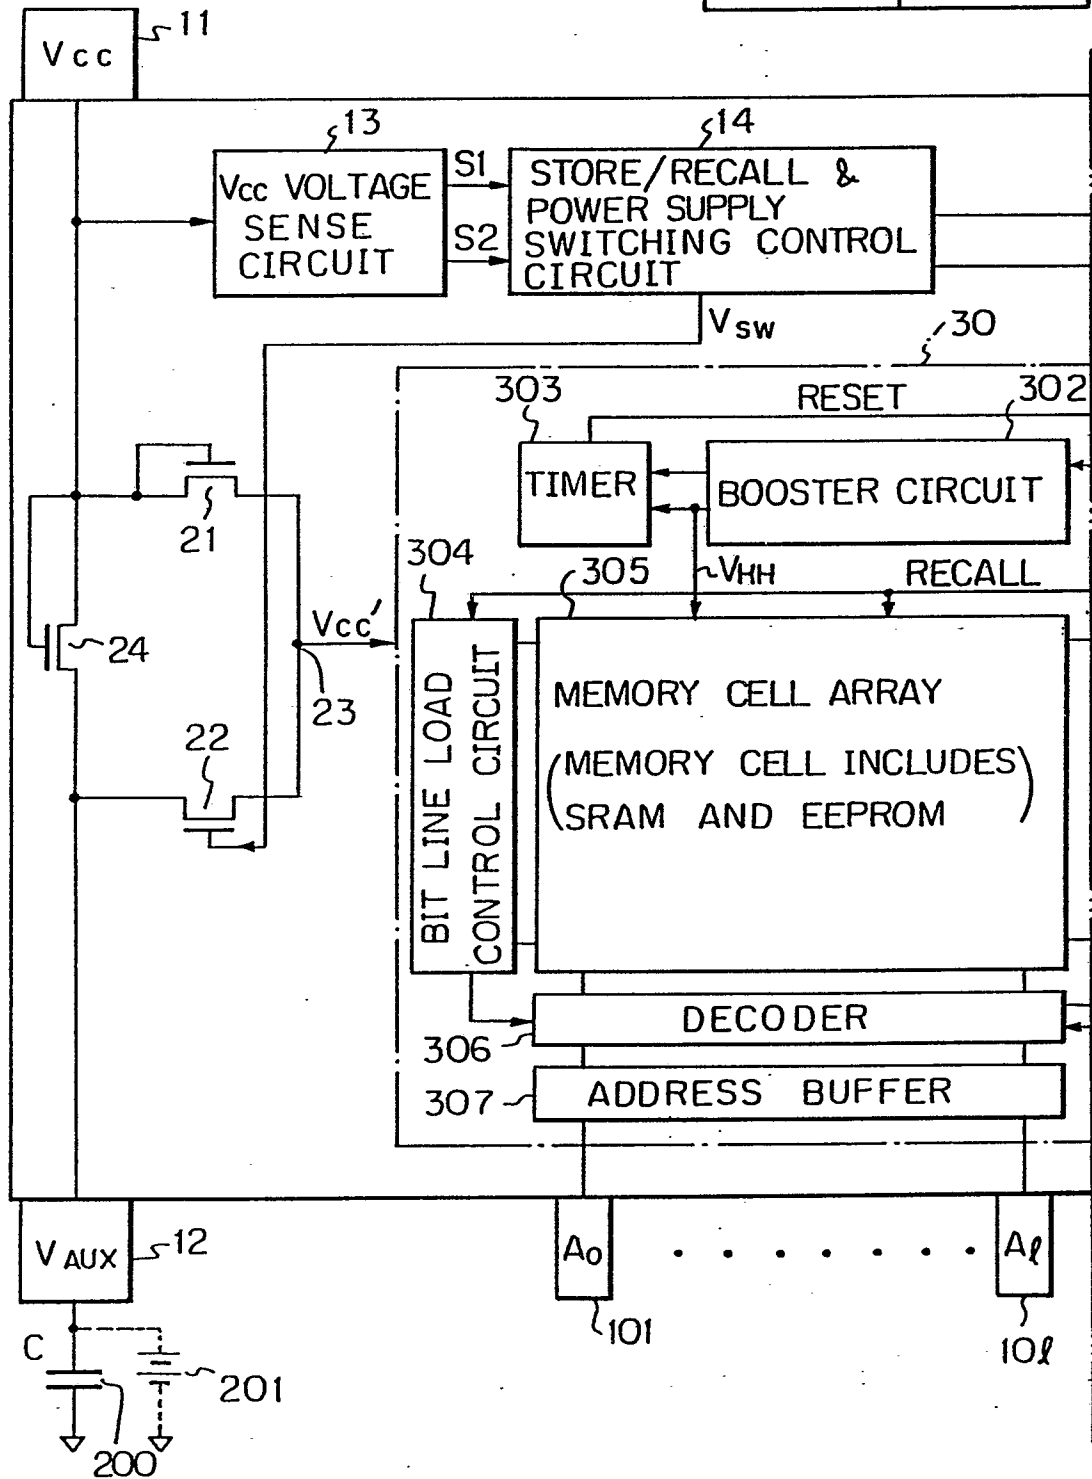 Vcc
11
13
14
Vcc VOLTAGE
SENSE
CIRCUIT
S1
S2
STORE/RECALL &
POWER SUPPLY
SWITCHING CONTROL
CIRCUIT
VSW
30
303
RESET
302
TIMER
BOOSTER CIRCUIT
21
304
305
VHH
RECALL
Vcc'
24
23
22
BIT LINE LOAD
CONTROL CIRCUIT
MEMORY CELL ARRAY
(MEMORY CELL INCLUDES
SRAM AND EEPROM)
DECODER
306
ADDRESS BUFFER
307
VAUX
12
A0
Aℓ
101
10ℓ
C
201
200